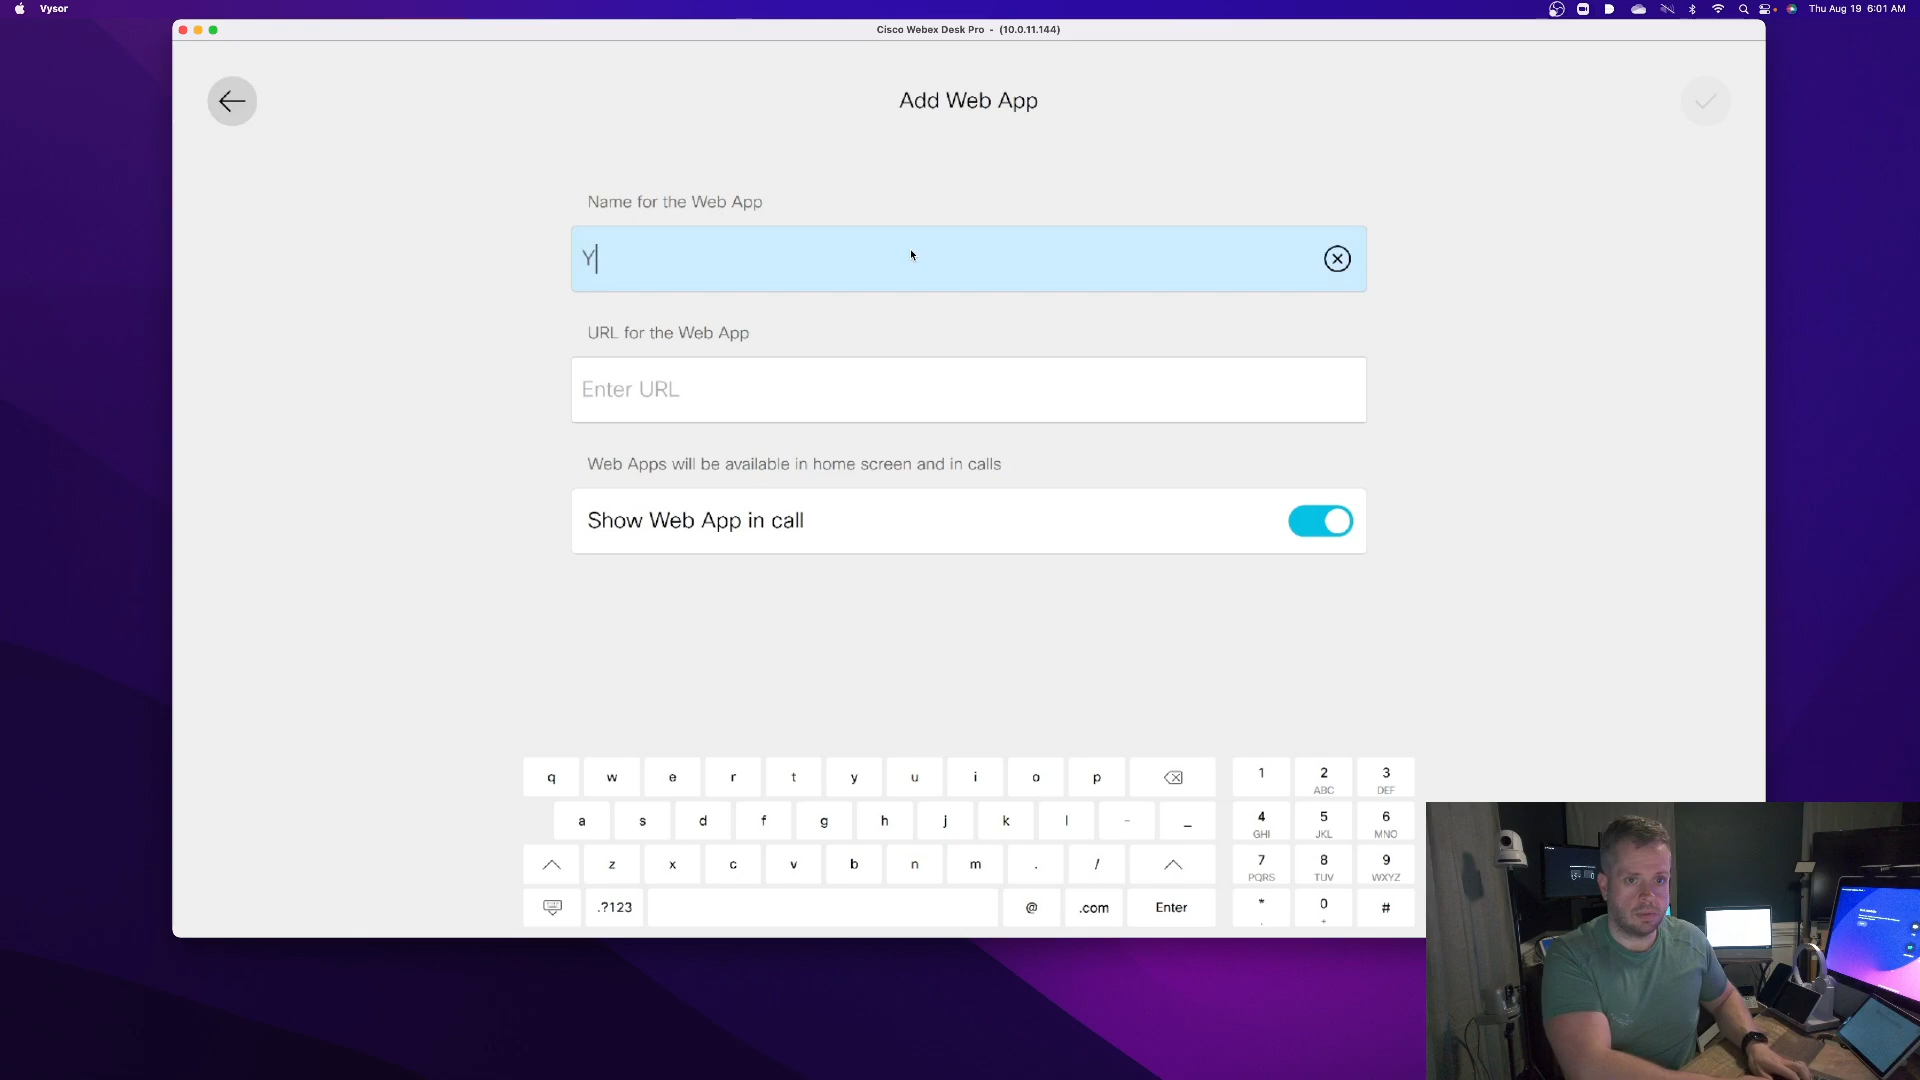 Vysor
Thu Aug 19 6:01 AM
Cisco Webex Desk Pro - (10.0.11.144)
Add Web App
Name for the Web App
Y
URL for the Web App
Enter URL
Web Apps will be available in home screen and in calls
Show Web App in call
q w e r t y u i o p 1 2 3
ABC DEF
a s d f g h j k l - _ 4 5 6
GHI JKL MNO
z x c v b n m . / 7 8 9
PQRS TUV WXYZ
.?123 @ .com Enter * 0 #
. +